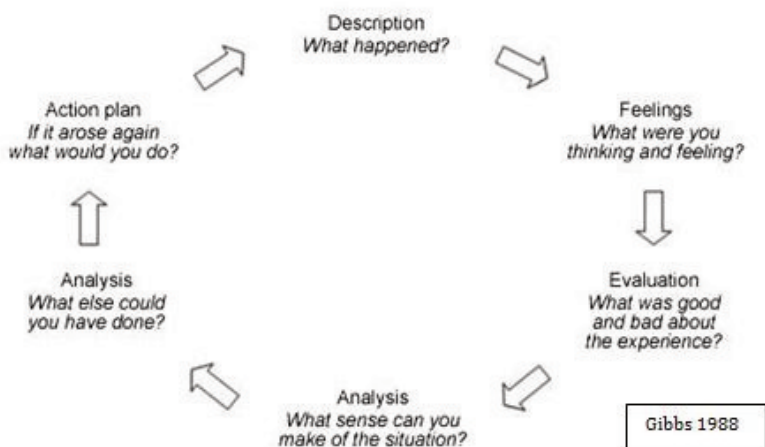 Description
What happened?
Feelings
What were you
thinking and feeling?
Evaluation
What was good
and bad about
the experience?
Analysis
What sense can you
make of the situation?
Analysis
What else could
you have done?
Action plan
If it arose again
what would you do?
Gibbs 1988